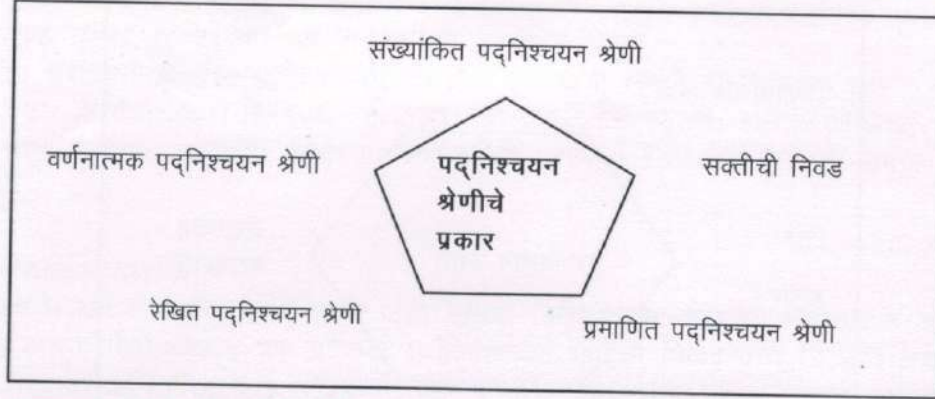 संख्यांकित पद्निश्चयन श्रेणी
वर्णनात्मक पद्निश्चयन श्रेणी
पद्निश्चयन
श्रेणीचे
प्रकार
सक्तीची निवड
रेखित पद्निश्चयन श्रेणी
प्रमाणित पद्निश्चयन श्रेणी